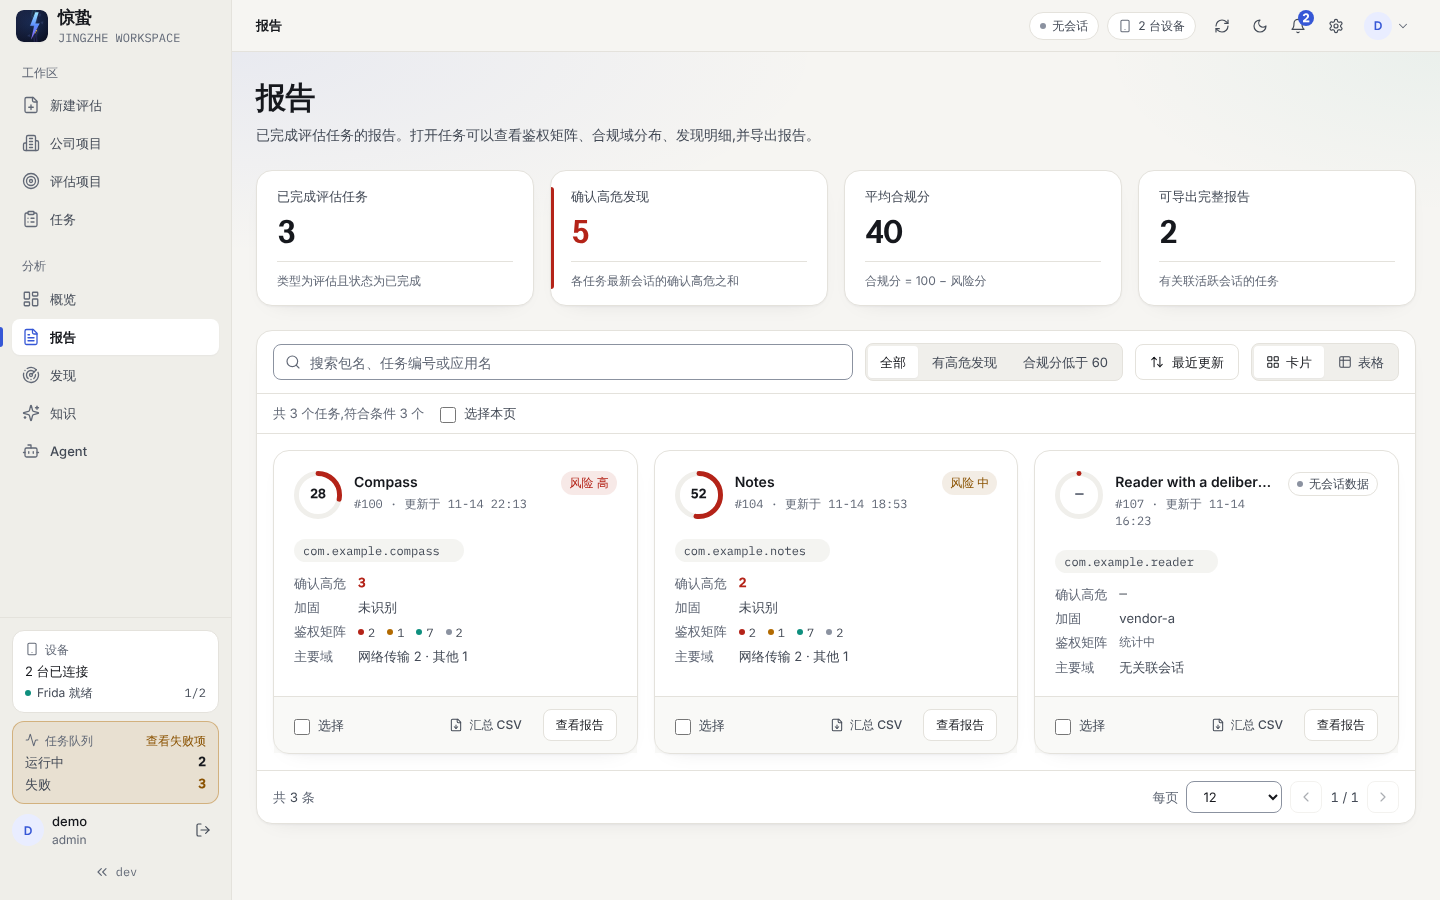 惊蛰
JINGZHE WORKSPACE
工作区
新建评估
公司项目
评估项目
任务
分析
概览
报告
发现
知识
Agent
设备
2 台已连接
Frida 就绪 1/2
任务队列 查看失败项
运行中 2
失败 3
D demo
admin
dev
报告 无会话 2 台设备 2 D
报告
已完成评估任务的报告。打开任务可以查看鉴权矩阵、合规域分布、发现明细,并导出报告。
已完成评估任务
3
类型为评估且状态为已完成
确认高危发现
5
各任务最新会话的确认高危之和
平均合规分
40
合规分 = 100 − 风险分
可导出完整报告
2
有关联活跃会话的任务
搜索包名、任务编号或应用名 全部 有高危发现 合规分低于 60 最近更新 卡片 表格
共 3 个任务,符合条件 3 个 选择本页
28 Compass 风险 高
#100 · 更新于 11-14 22:13
com.example.compass
确认高危 3
加固 未识别
鉴权矩阵 2 1 7 2
主要域 网络传输 2 · 其他 1
选择 汇总 CSV 查看报告
52 Notes 风险 中
#104 · 更新于 11-14 18:53
com.example.notes
确认高危 2
加固 未识别
鉴权矩阵 2 1 7 2
主要域 网络传输 2 · 其他 1
选择 汇总 CSV 查看报告
– Reader with a deliber... 无会话数据
#107 · 更新于 11-14
16:23
com.example.reader
确认高危 –
加固 vendor-a
鉴权矩阵 统计中
主要域 无关联会话
选择 汇总 CSV 查看报告
共 3 条 每页 12 1 / 1